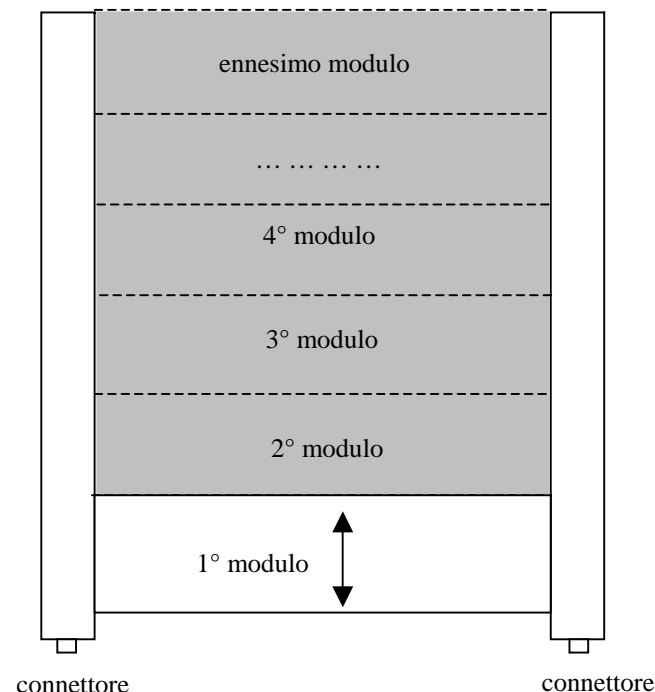 ennesimo modulo
… … … …
4° modulo
3° modulo
2° modulo
1° modulo
connettore
connettore